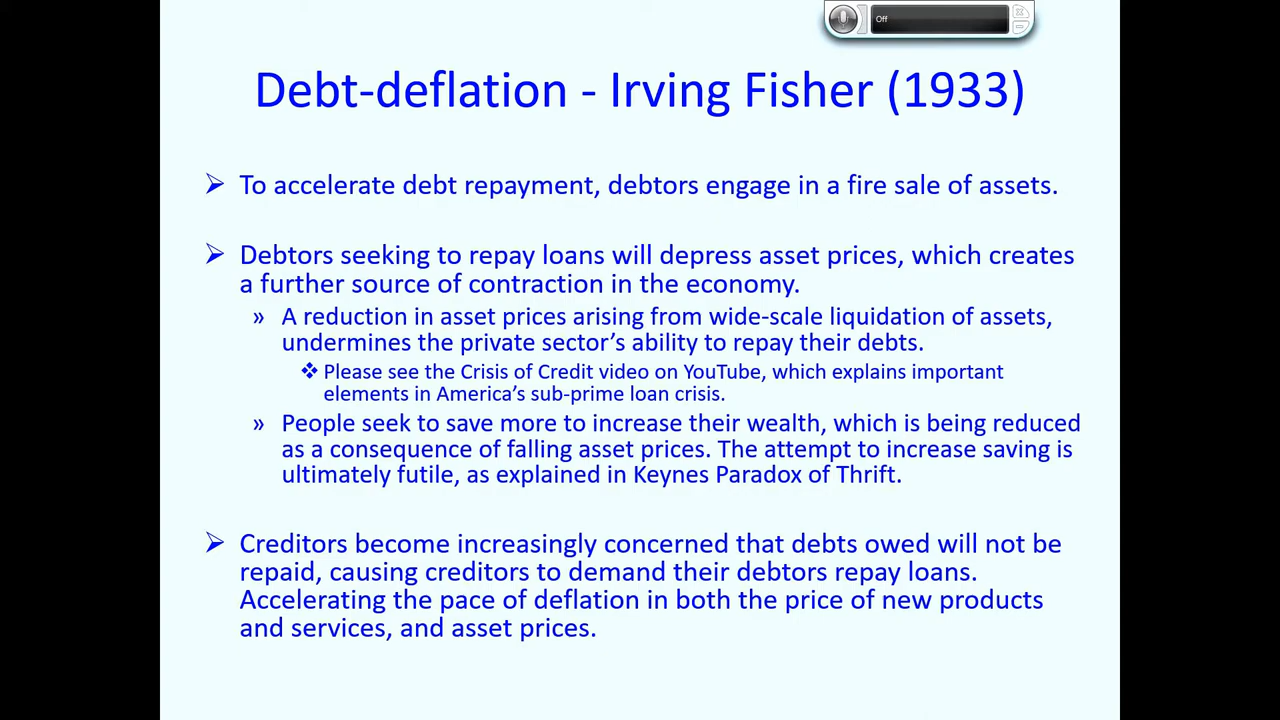 Off
Debt-deflation - Irving Fisher (1933)
➢ To accelerate debt repayment, debtors engage in a fire sale of assets.
➢ Debtors seeking to repay loans will depress asset prices, which creates
a further source of contraction in the economy.
» A reduction in asset prices arising from wide-scale liquidation of assets,
undermines the private sector’s ability to repay their debts.
❖ Please see the Crisis of Credit video on YouTube, which explains important
elements in America’s sub-prime loan crisis.
» People seek to save more to increase their wealth, which is being reduced
as a consequence of falling asset prices. The attempt to increase saving is
ultimately futile, as explained in Keynes Paradox of Thrift.
➢ Creditors become increasingly concerned that debts owed will not be
repaid, causing creditors to demand their debtors repay loans.
Accelerating the pace of deflation in both the price of new products
and services, and asset prices.